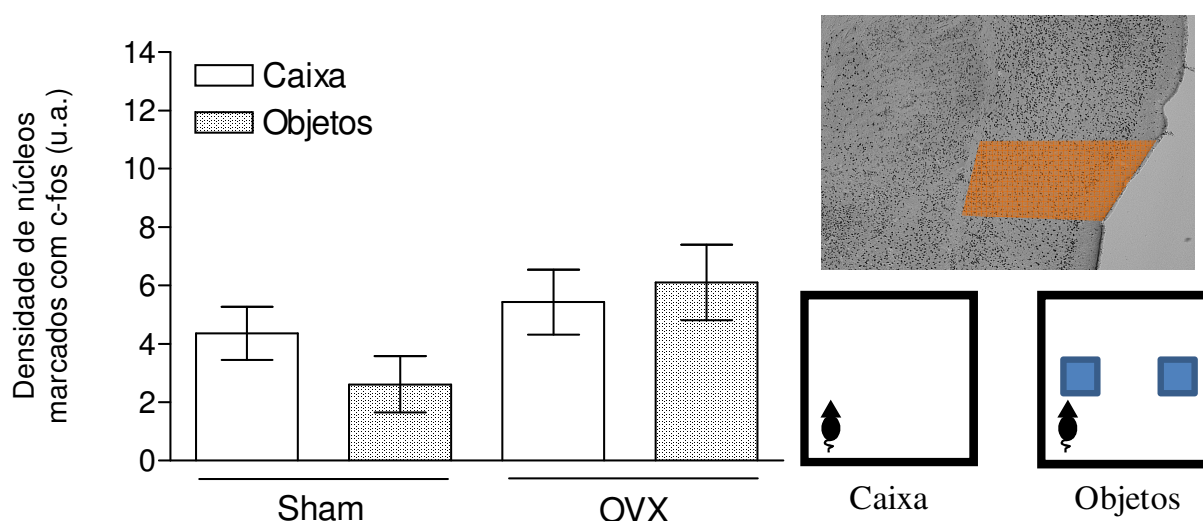 Densidade de núcleos
marcados com c-fos (u.a.)
14
12
10
8
6
4
2
0
Caixa
Objetos
Sham
OVX
Caixa
Objetos